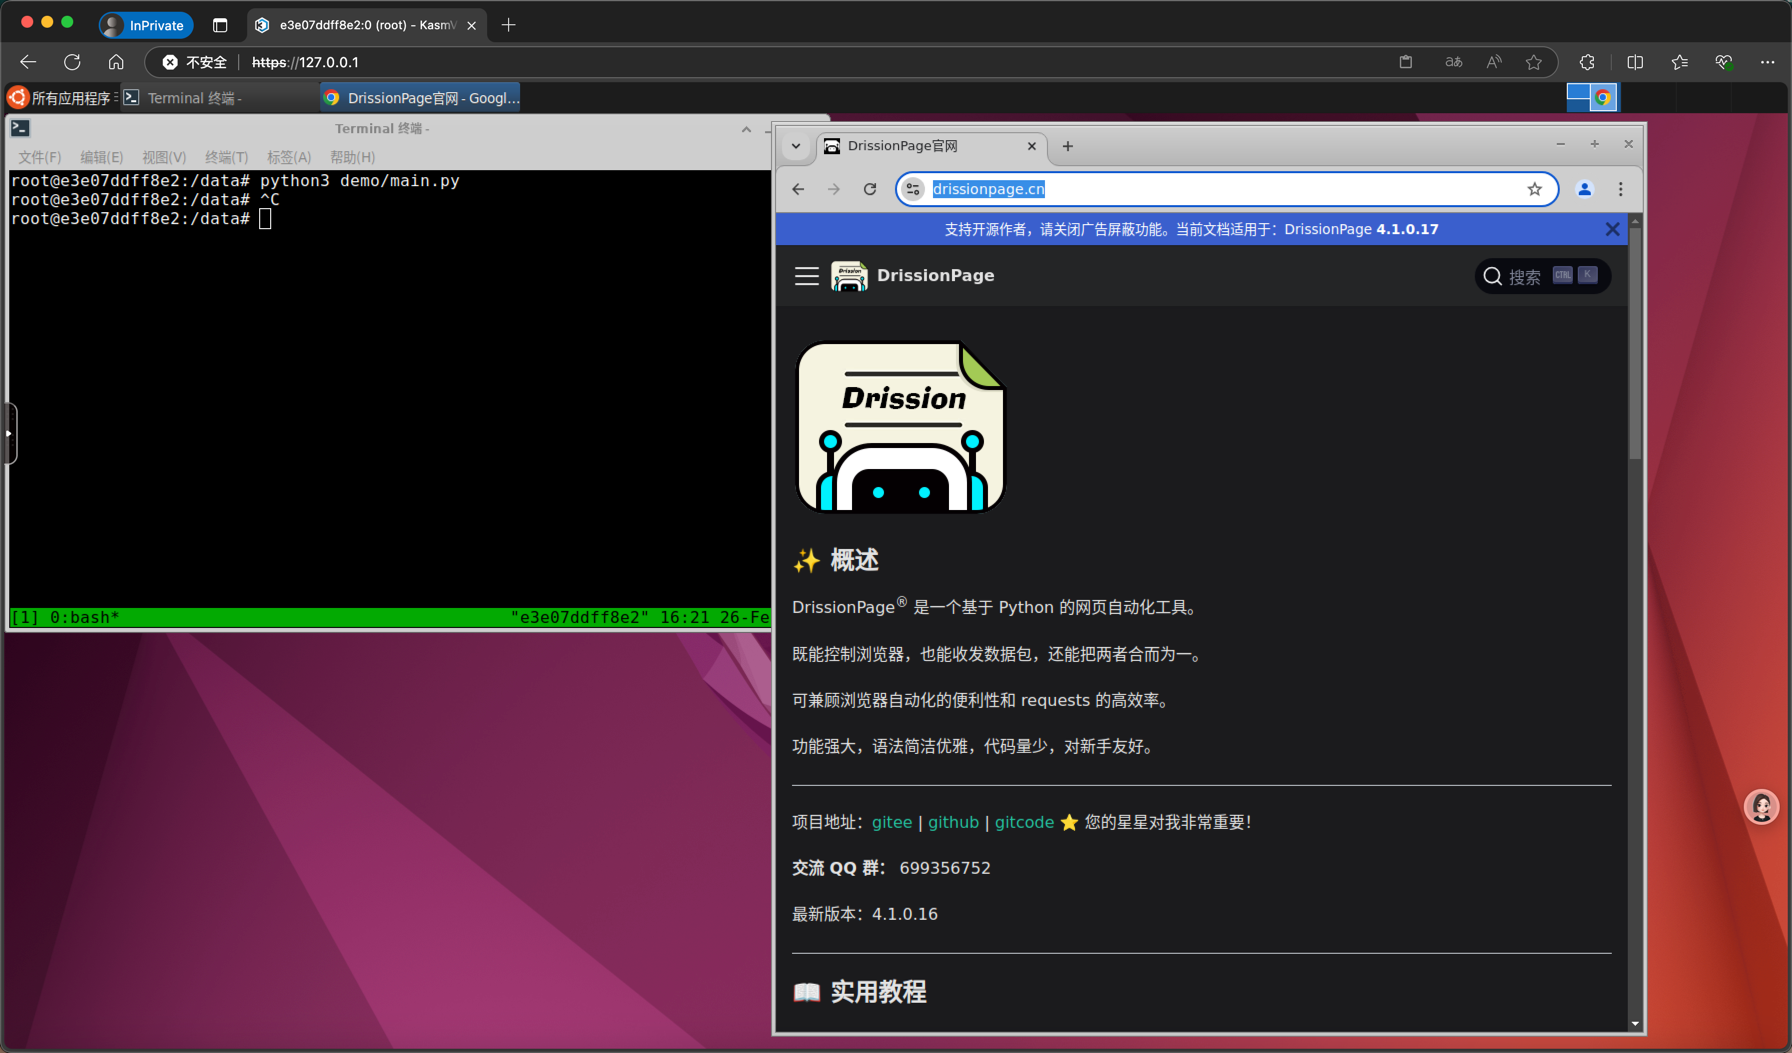 InPrivate
e3e07ddff8e2:0 (root) - KasmV
不安全
https://127.0.0.1
所有应用程序
Terminal 终端 -
DrissionPage官网 - Googl...
Terminal 终端 -
文件(F) 编辑(E) 视图(V) 终端(T) 标签(A) 帮助(H)
root@e3e07ddff8e2:/data# python3 demo/main.py
root@e3e07ddff8e2:/data# ^C
root@e3e07ddff8e2:/data#
[1] 0:bash* "e3e07ddff8e2" 16:21 26-Fe
DrissionPage官网
drissionpage.cn
支持开源作者，请关闭广告屏蔽功能。当前文档适用于：DrissionPage 4.1.0.17
DrissionPage
搜索 CTRL K
Drission
✨ 概述
DrissionPage® 是一个基于 Python 的网页自动化工具。
既能控制浏览器，也能收发数据包，还能把两者合而为一。
可兼顾浏览器自动化的便利性和 requests 的高效率。
功能强大，语法简洁优雅，代码量少，对新手友好。
项目地址：gitee | github | gitcode ⭐ 您的星星对我非常重要！
交流 QQ 群： 699356752
最新版本：4.1.0.16
📖 实用教程